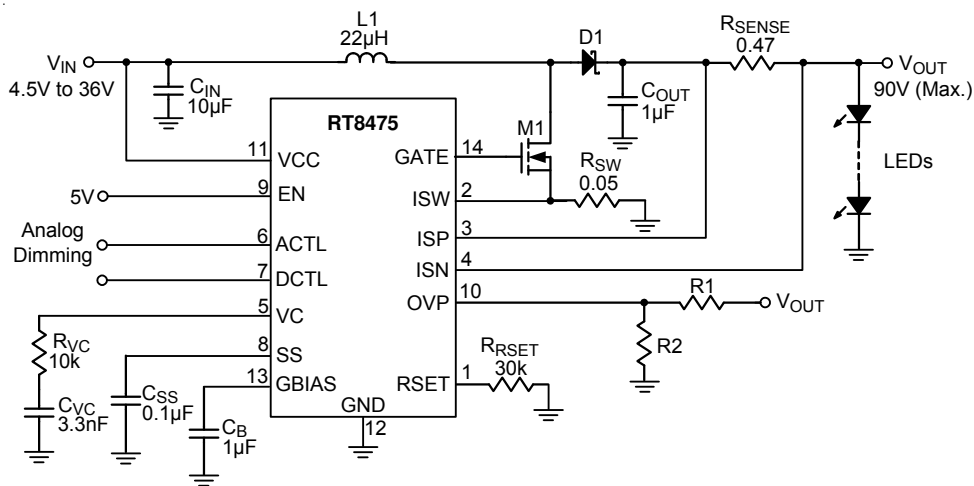 L1
22µH
D1
RSENSE
0.47
VIN
4.5V to 36V
CIN
10µF
COUT
1µF
VOUT
90V (Max.)
RT8475
M1
11
VCC
GATE
14
RSW
0.05
LEDs
5V
9
EN
ISW
2
Analog
Dimming
6
ACTL
ISP
3
7
DCTL
ISN
4
5
VC
OVP
10
R1
VOUT
R2
RVC
10k
8
SS
RRSET
30k
13
GBIAS
RSET
1
CVC
3.3nF
CSS
0.1µF
CB
1µF
GND
12